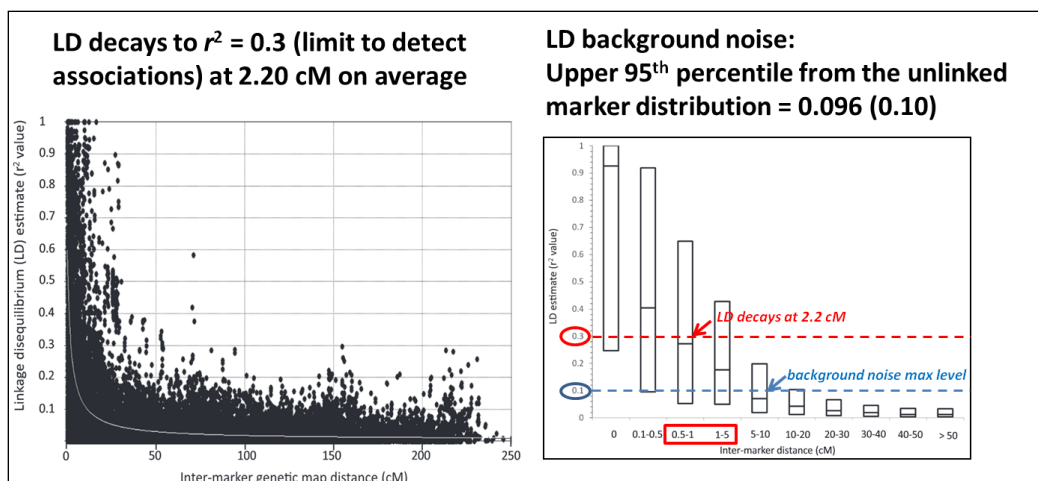 LD decays to r² = 0.3 (limit to detect
associations) at 2.20 cM on average
LD background noise:
Upper 95th percentile from the unlinked
marker distribution = 0.096 (0.10)
Linkage disequilibrium (LD) estimate (r² value)
1
0.9
0.8
0.7
0.6
0.5
0.4
0.3
0.2
0.1
0
50
100
150
200
250
Inter-marker genetic map distance (cM)
LD estimate (r² value)
1
0.9
0.8
0.7
0.6
0.5
0.4
0.3
0.2
0.1
0
LD decays at 2.2 cM
background noise max level
0 0.1-0.5 0.5-1 1-5 5-10 10-20 20-30 30-40 40-50 > 50
Inter-marker distance (cM)